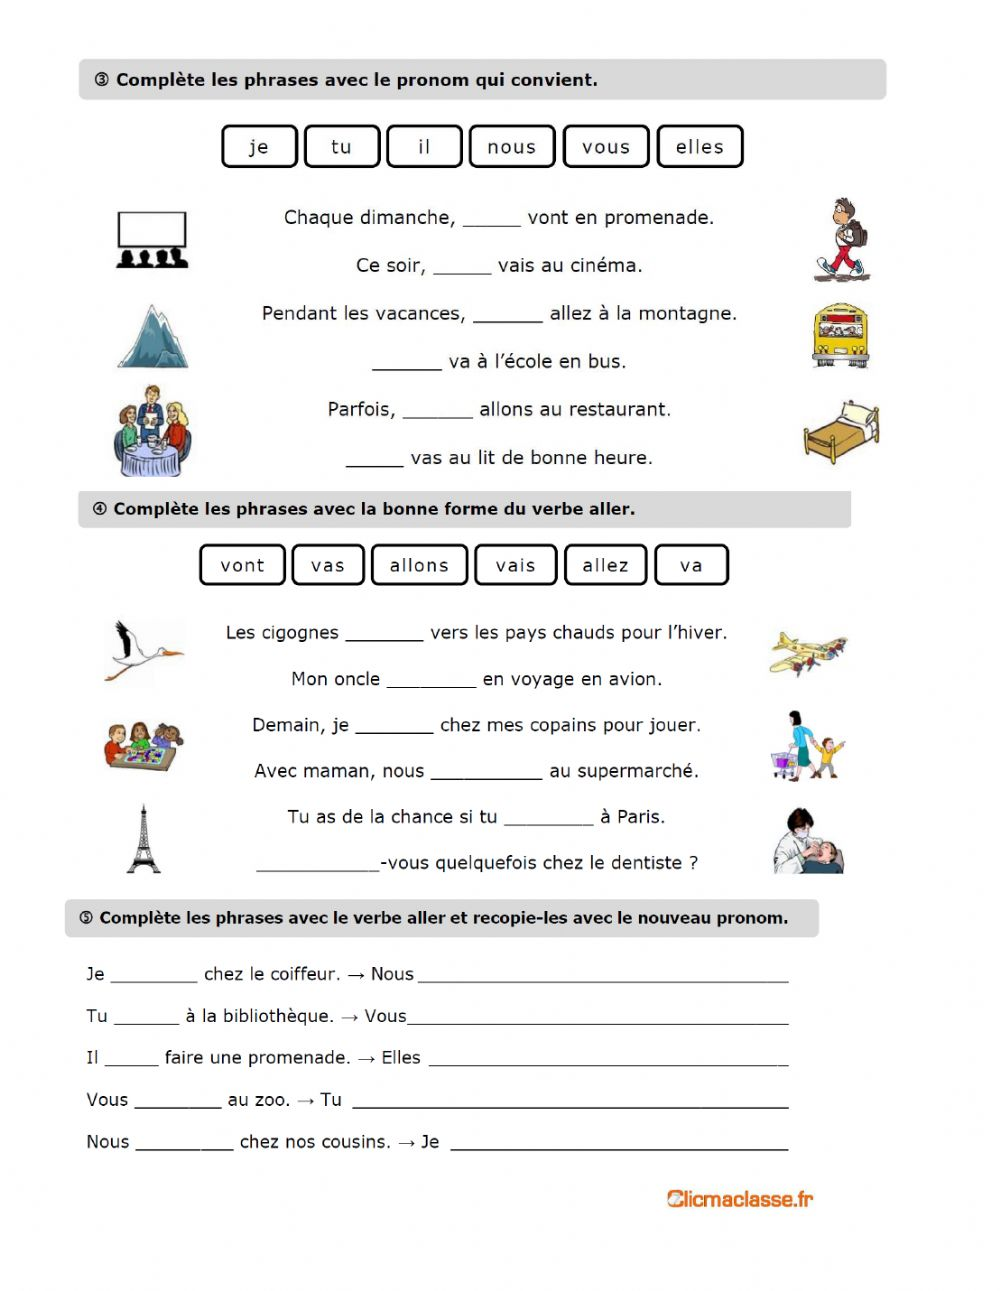 ③ Complète les phrases avec le pronom qui convient.
je tu il nous vous elles
Chaque dimanche, ______ vont en promenade.
Ce soir, ______ vais au cinéma.
Pendant les vacances, _______ allez à la montagne.
_______ va à l'école en bus.
Parfois, _______ allons au restaurant.
______ vas au lit de bonne heure.
④ Complète les phrases avec la bonne forme du verbe aller.
vont vas allons vais allez va
Les cigognes _______ vers les pays chauds pour l'hiver.
Mon oncle ________ en voyage en avion.
Demain, je _______ chez mes copains pour jouer.
Avec maman, nous __________ au supermarché.
Tu as de la chance si tu ________ à Paris.
___________-vous quelquefois chez le dentiste ?
⑤ Complète les phrases avec le verbe aller et recopie-les avec le nouveau pronom.
Je ________ chez le coiffeur. → Nous __________________________________
Tu ______ à la bibliothèque. → Vous___________________________________
Il _____ faire une promenade. → Elles _________________________________
Vous ________ au zoo. → Tu ________________________________________
Nous _________ chez nos cousins. → Je _______________________________
Clicmaclasse.fr